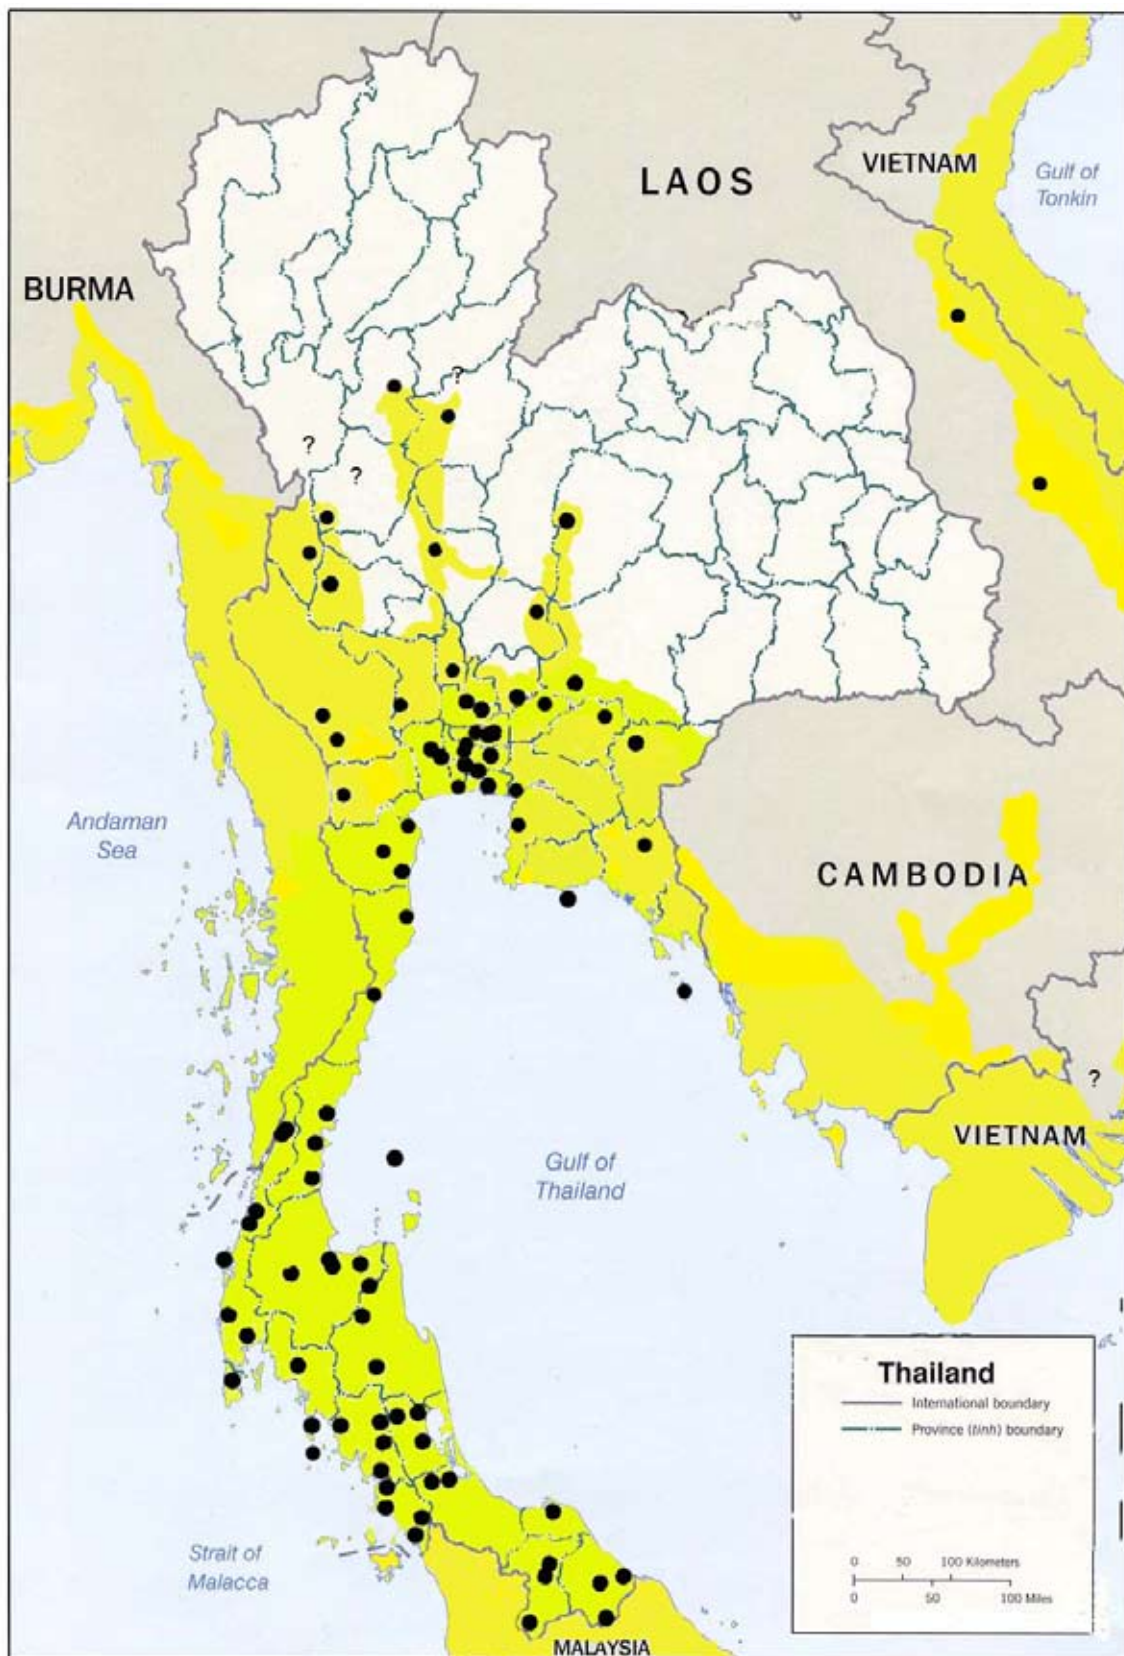 LAOS
VIETNAM
Gulf of
Tonkin
BURMA
?
?
?
Andaman
Sea
CAMBODIA
?
VIETNAM
Gulf of
Thailand
Thailand
International boundary
Province (tinh) boundary
0 50 100 Kilometers
0 50 100 Miles
Strait of
Malacca
MALAYSIA